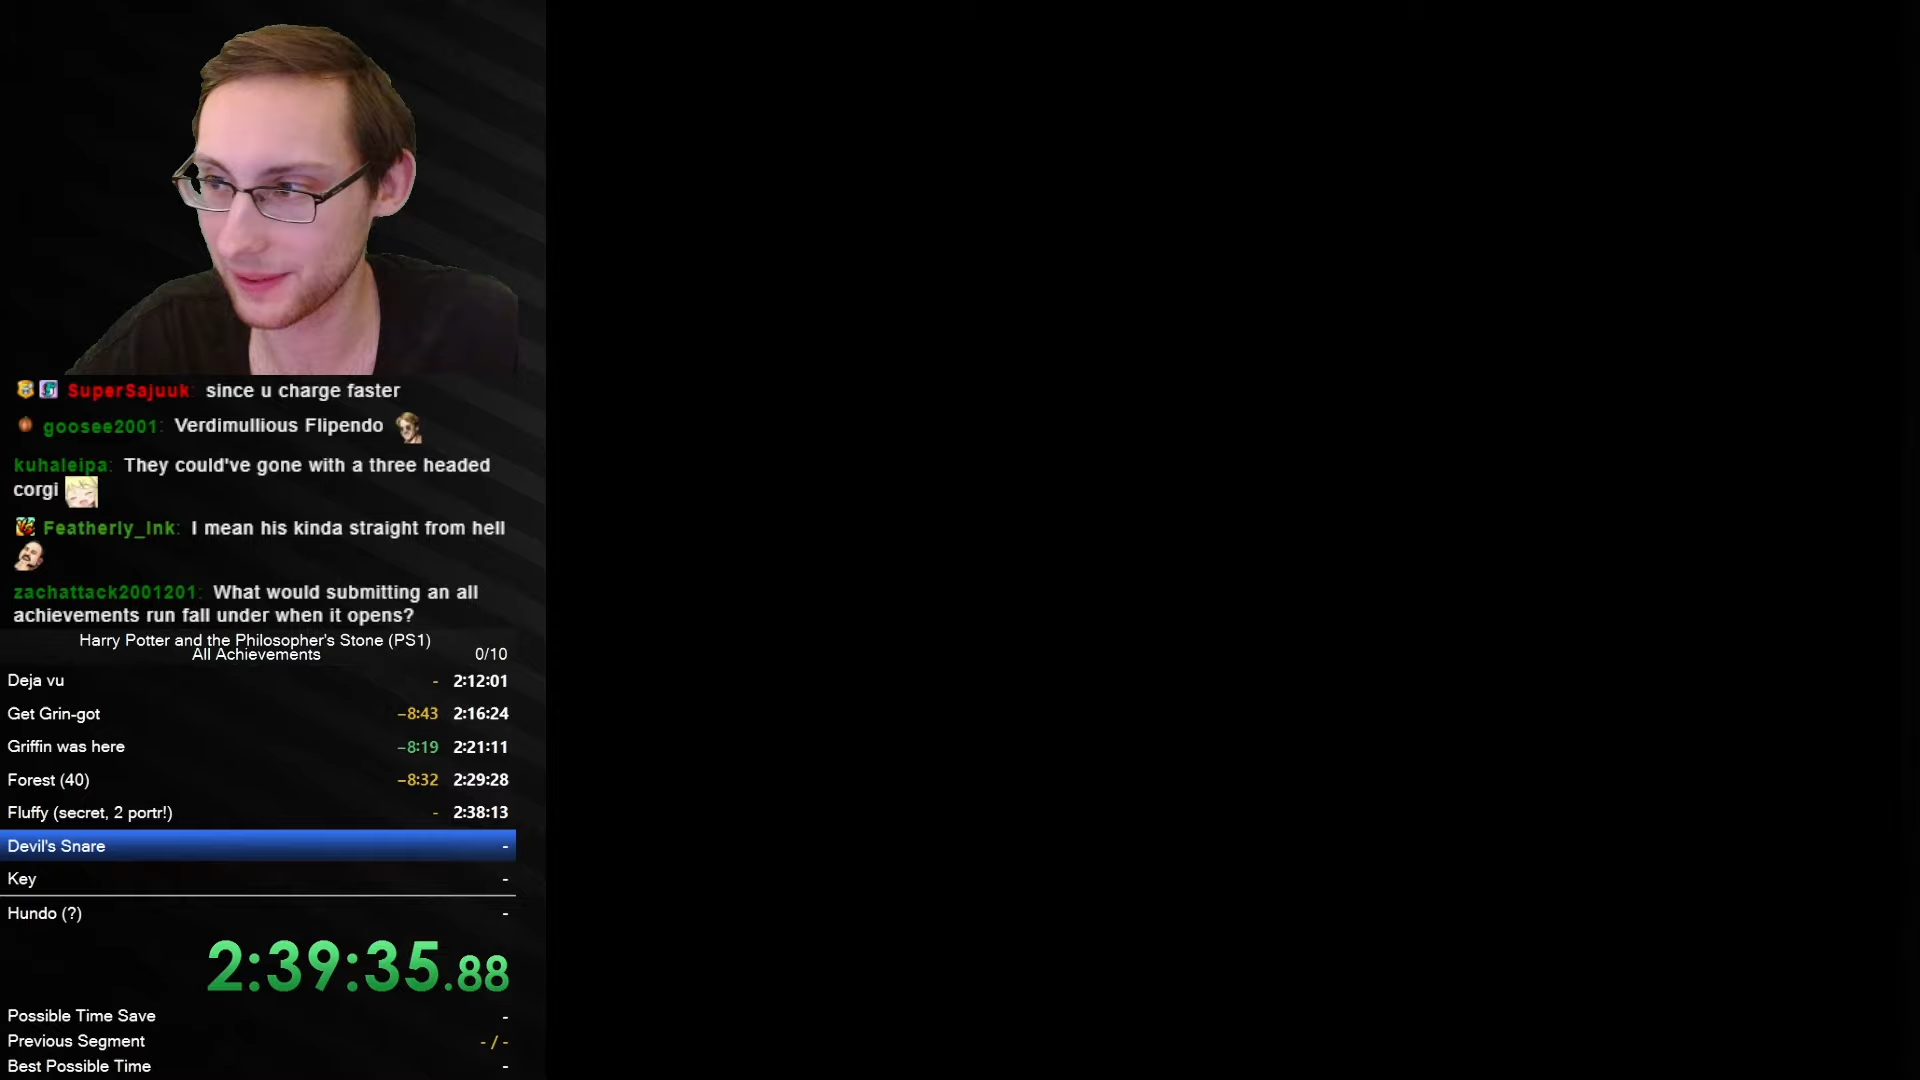 SuperSajuuk: since u charge faster
goosee2001: Verdimullious Flipendo
kuhaleipa: They could've gone with a three headed
corgi
Featherly_Ink: I mean his kinda straight from hell
zachattack2001201: What would submitting an all
achievements run fall under when it opens?
Harry Potter and the Philosopher's Stone (PS1)
All Achievements 0/10
Deja vu - 2:12:01
Get Grin-got −8:43 2:16:24
Griffin was here −8:19 2:21:11
Forest (40) −8:32 2:29:28
Fluffy (secret, 2 portr!) - 2:38:13
Devil's Snare -
Key -
Hundo (?) -
2:39:35.88
Possible Time Save -
Previous Segment - / -
Best Possible Time -